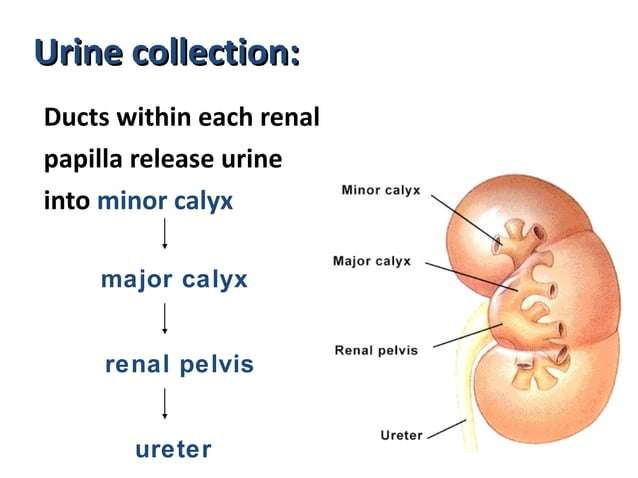 Urine collection:
Ducts within each renal
papilla release urine
into minor calyx
major calyx
renal pelvis
ureter
Minor calyx
Major calyx
Renal pelvis
Ureter